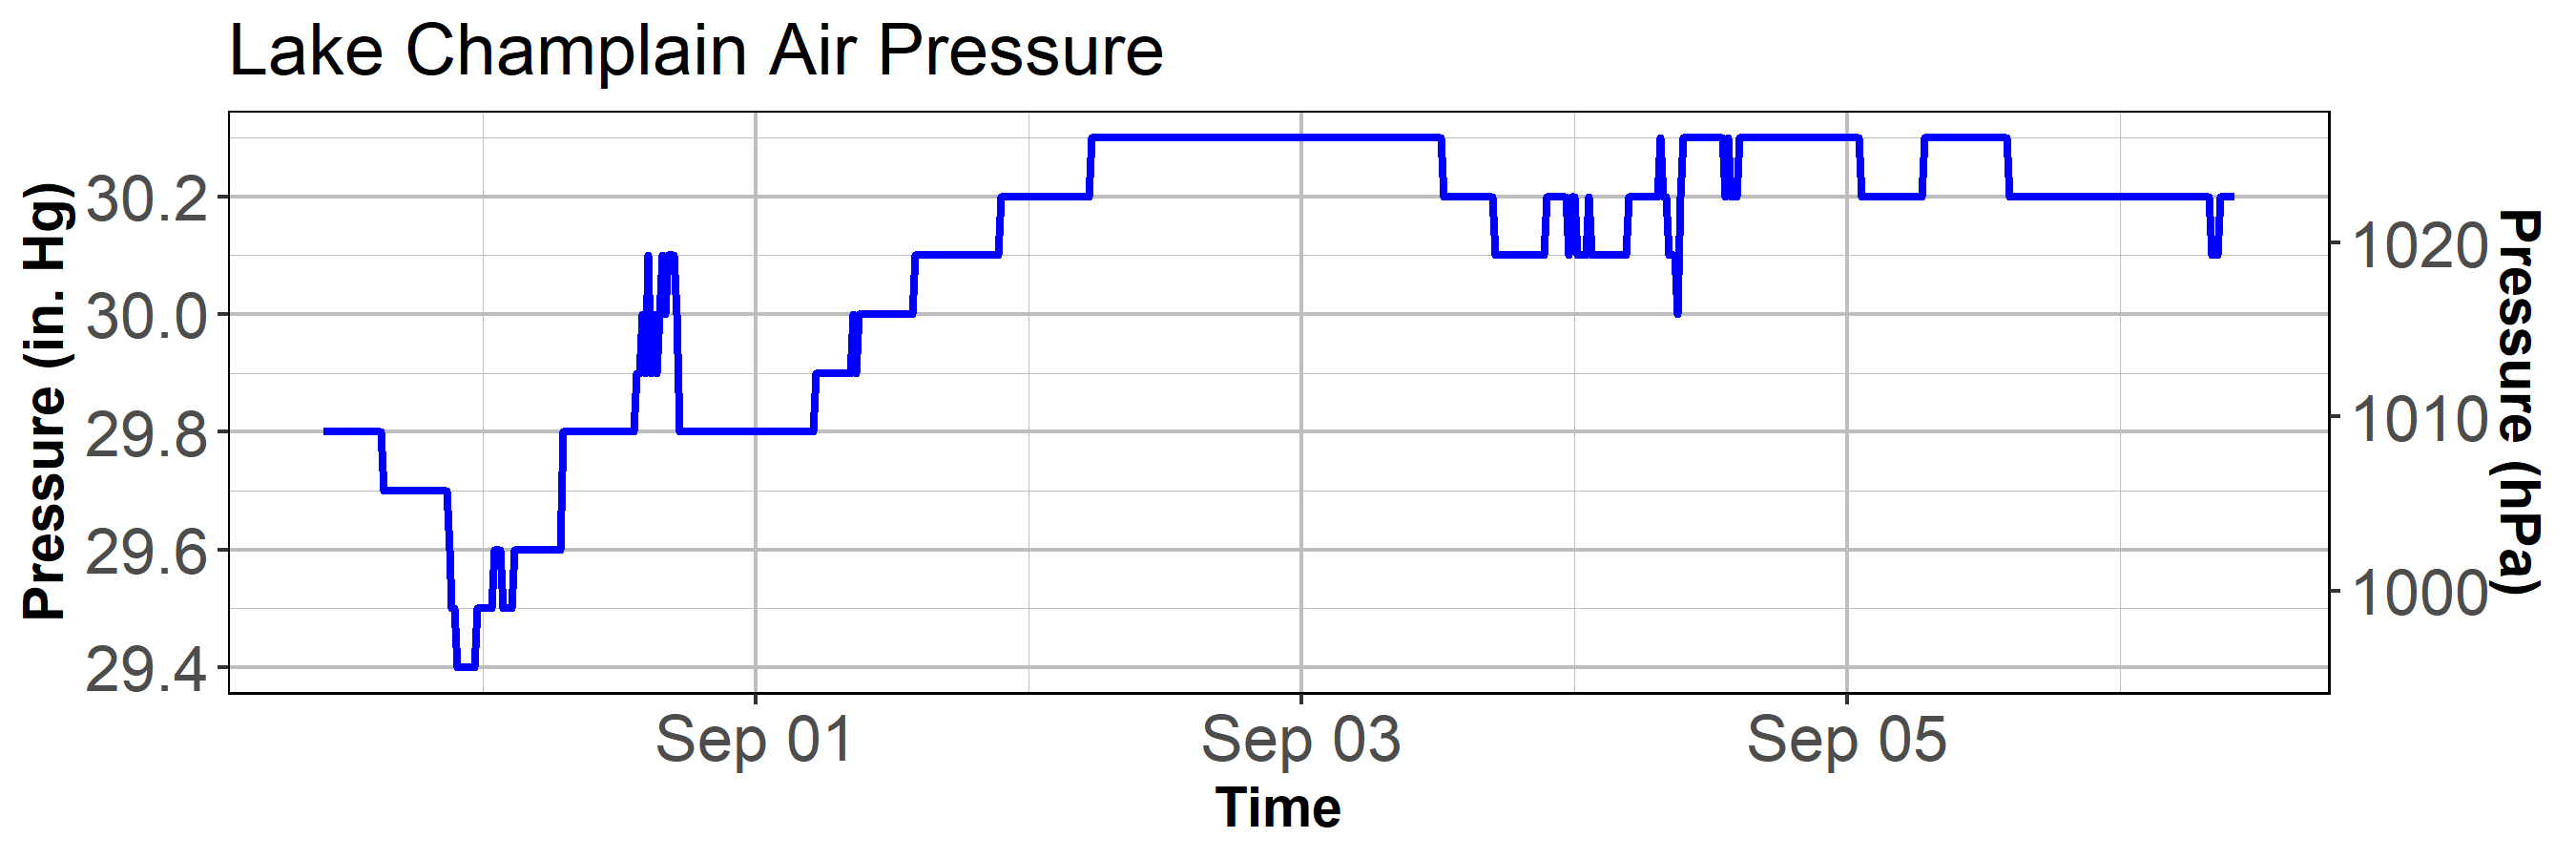 Lake Champlain Air Pressure
Pressure (in. Hg)
30.2
30.0
29.8
29.6
29.4
1020
1010
1000
Pressure (hPa)
Sep 01
Sep 03
Sep 05
Time